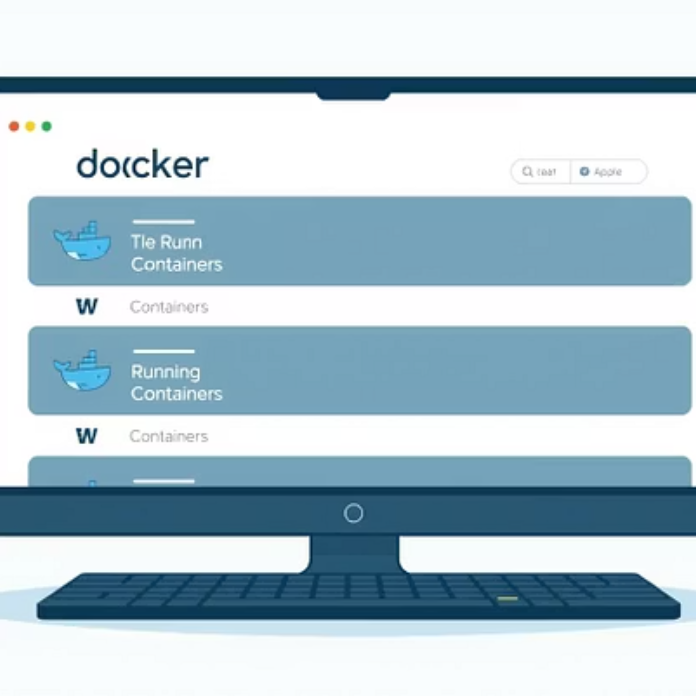 doccker
Apple
Tle Runn
Containers
W Containers
Running
Containers
W Containers